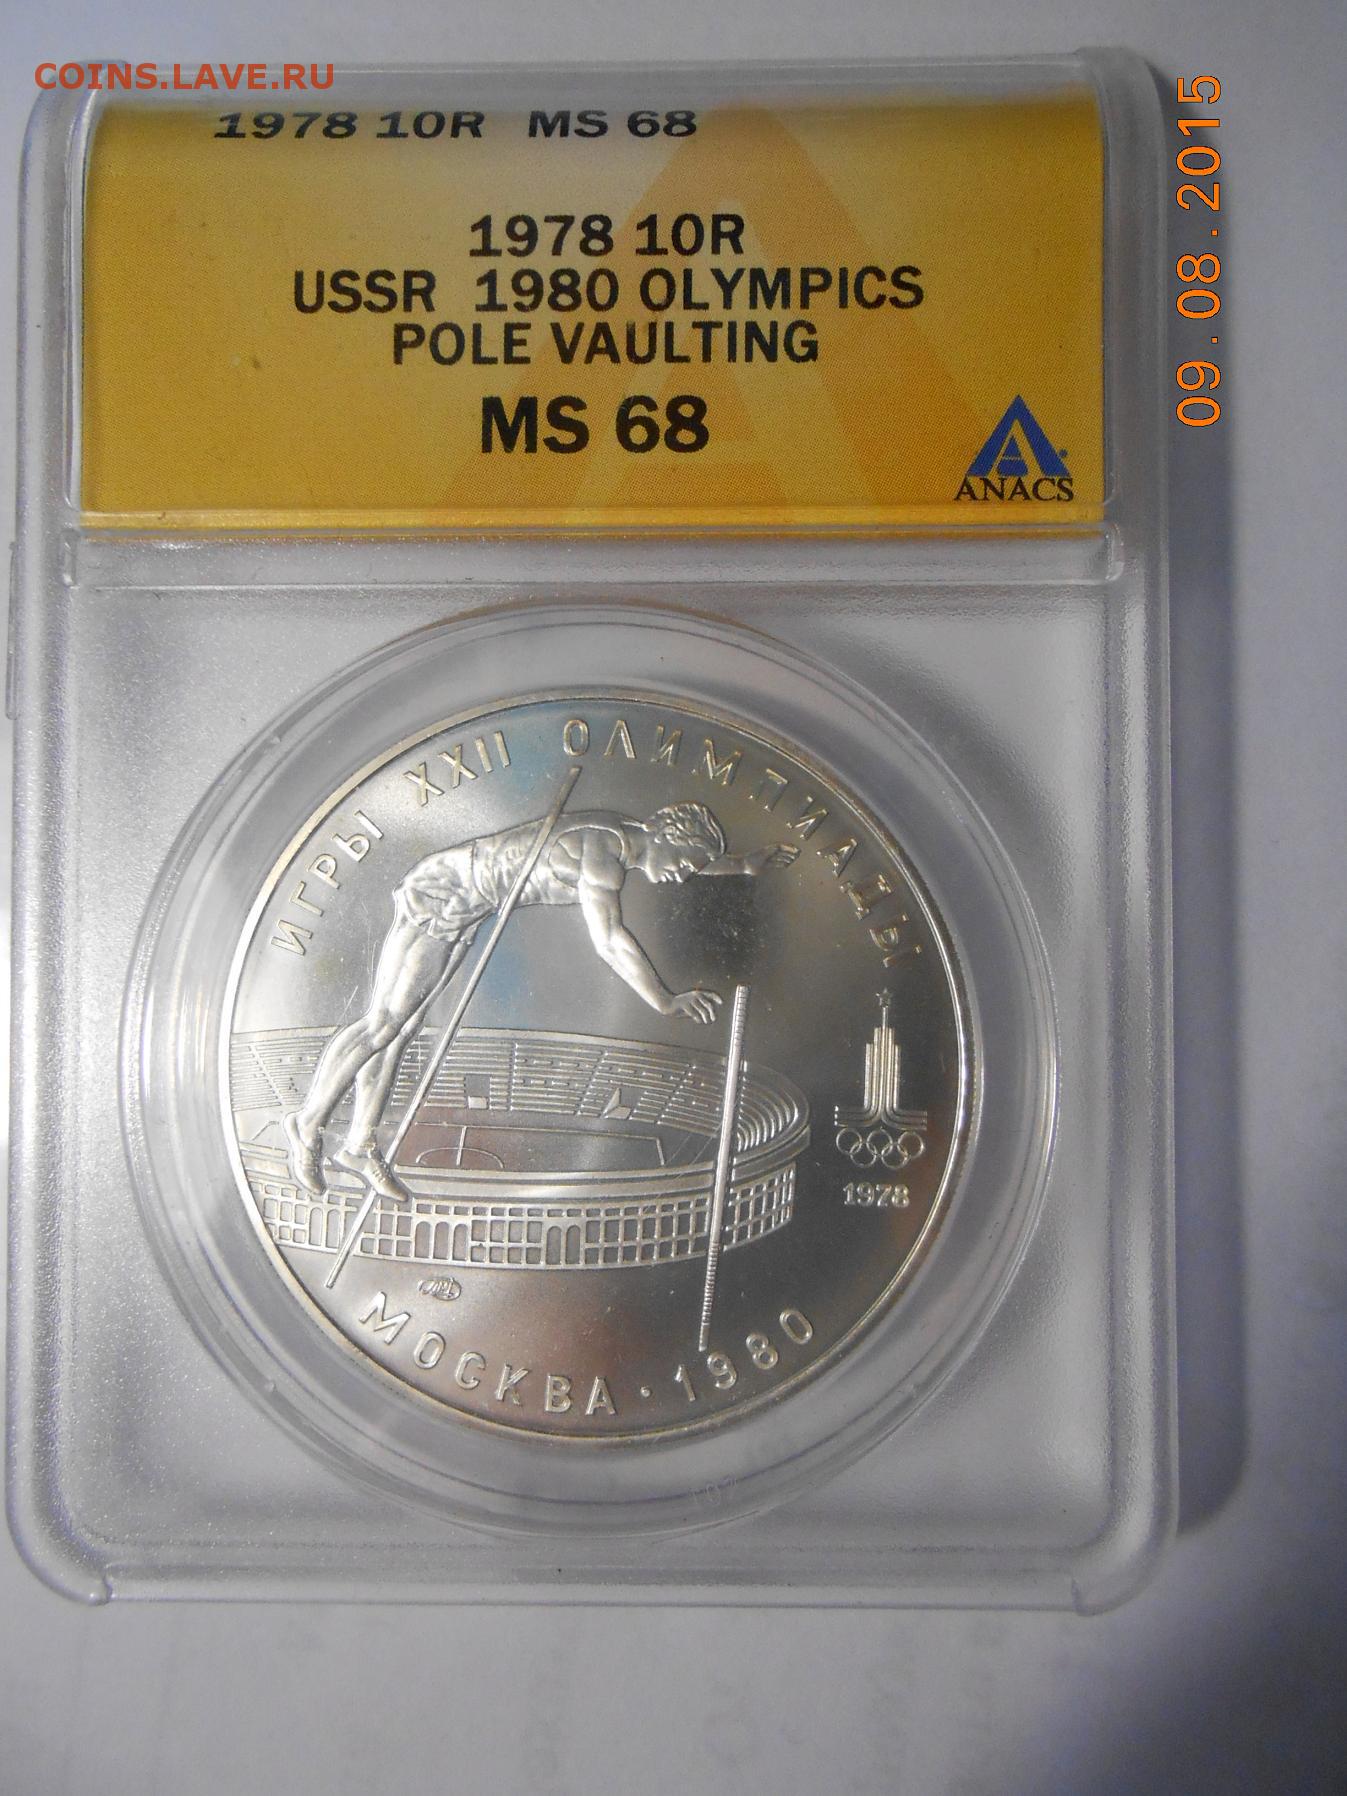 COINS.LAVE.RU
09.08.2015
1978 10R MS 68
1978 10R
USSR 1980 OLYMPICS
POLE VAULTING
MS 68
ANACS
ИГРЫ XXII ОЛИМПИАДЫ
1978
МОСКВА · 1980